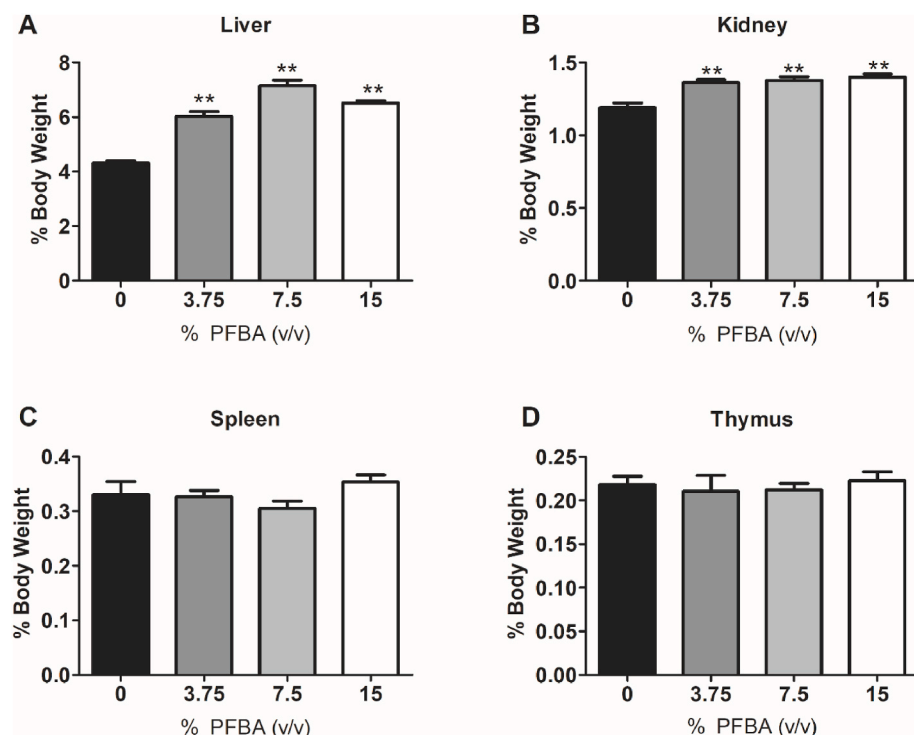 A
Liver
% Body Weight
8
6
4
2
0
**
**
**
0 3.75 7.5 15
% PFBA (v/v)
B
Kidney
% Body Weight
1.5
1.0
0.5
0.0
**
**
**
0 3.75 7.5 15
% PFBA (v/v)
C
Spleen
% Body Weight
0.4
0.3
0.2
0.1
0.0
0 3.75 7.5 15
% PFBA (v/v)
D
Thymus
% Body Weight
0.25
0.20
0.15
0.10
0.05
0.00
0 3.75 7.5 15
% PFBA (v/v)